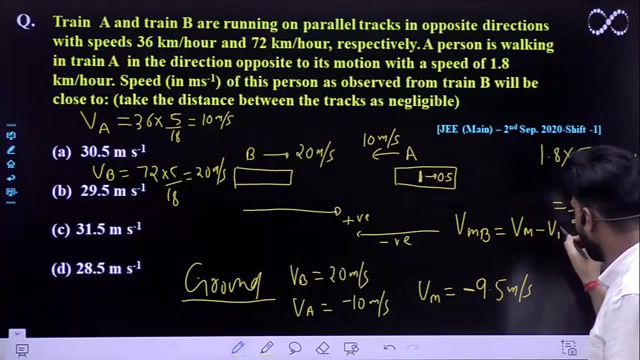 Q. Train A and train B are running on parallel tracks in opposite directions
with speeds 36 km/hour and 72 km/hour, respectively. A person is walking
in train A in the direction opposite to its motion with a speed of 1.8
km/hour. Speed (in ms⁻¹) of this person as observed from train B will be
close to: (take the distance between the tracks as negligible)
V_A = 36 × 5/18 = 10 m/s
[JEE (Main) – 2nd Sep. 2020-Shift -1]
(a) 30.5 m s⁻¹
B → 20 m/s
10 m/s ← A
1.8 × 5
V_B = 72 × 5/18 = 20 m/s
1 → 0.5
(b) 29.5 m s⁻¹
+ve
=
(c) 31.5 m s⁻¹
- ve
V_mB = V_m – V
(d) 28.5 m s⁻¹
Ground
V_B = 20 m/s
V_A = -10 m/s
V_m = -9.5 m/s